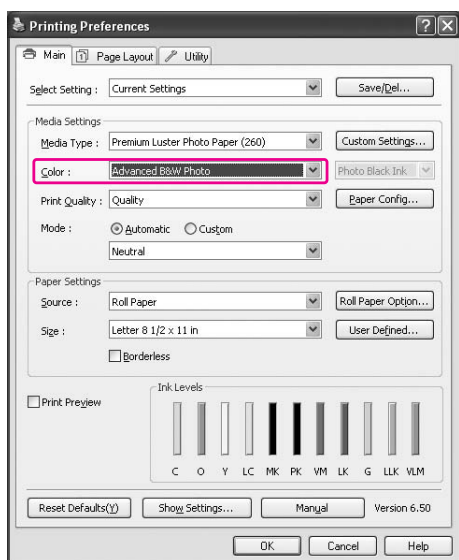 Printing Preferences
Main Page Layout Utility
Select Setting : Current Settings Save/Del...
Media Settings
Media Type : Premium Luster Photo Paper (260) Custom Settings...
Color : Advanced B&W Photo Photo Black Ink
Print Quality : Quality Paper Config...
Mode : Automatic Custom
Neutral
Paper Settings
Source : Roll Paper Roll Paper Option...
Size : Letter 8 1/2 x 11 in User Defined...
Borderless
Print Preview Ink Levels
C O Y LC MK PK VM LK G LLK VLM
Reset Defaults(Y) Show Settings... Manual Version 6.50
OK Cancel Help